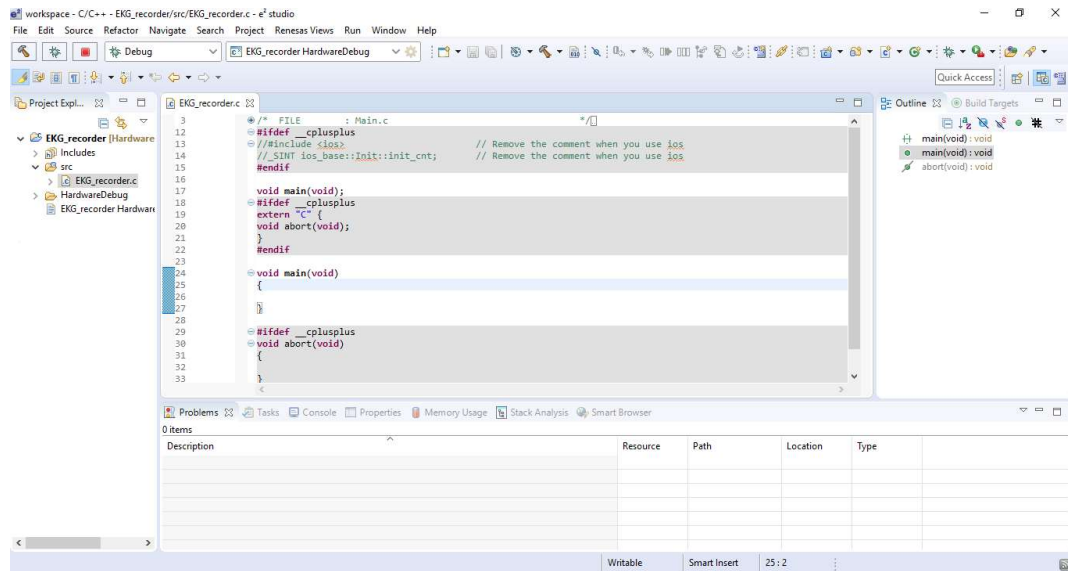 workspace - C/C++ - EKG_recorder/src/EKG_recorder.c - e² studio
File Edit Source Refactor Navigate Search Project Renesas Views Run Window Help
Debug
EKG_recorder HardwareDebug
Quick Access
Project Expl...
EKG_recorder [Hardware
Includes
src
EKG_recorder.c
HardwareDebug
EKG_recorder Hardware
EKG_recorder.c
3 /* FILE : Main.c */
12 #ifdef __cplusplus
13 //#include <ios> // Remove the comment when you use ios
14 //_SINT ios_base::Init::init_cnt; // Remove the comment when you use ios
15 #endif
16
17 void main(void);
18 #ifdef __cplusplus
19 extern "C" {
20 void abort(void);
21 }
22 #endif
23
24 void main(void)
25 {
26
27 }
28
29 #ifdef __cplusplus
30 void abort(void)
31 {
32
33 }
Outline Build Targets
main(void) : void
main(void) : void
abort(void) : void
Problems Tasks Console Properties Memory Usage Stack Analysis Smart Browser
0 items
Description Resource Path Location Type
Writable Smart Insert 25 : 2